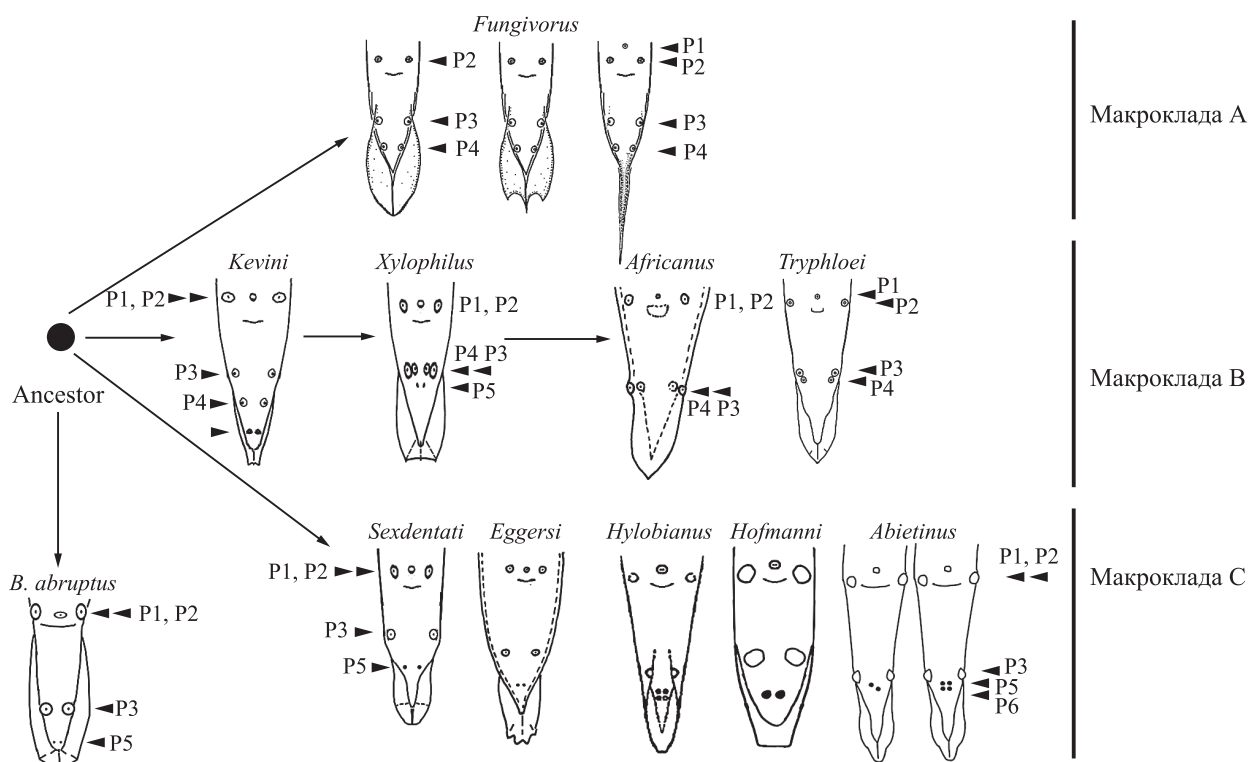 Fungivorus
P1
P2
P2
P3
P3
P4
P4
Макроклада А
Kevini
Xylophilus
Africanus
Tryphloei
P1, P2
P1, P2
P1, P2
P1
P2
P4 P3
P3
P5
P4
P4 P3
P3
P4
Макроклада В
Ancestor
Sexdentati
Eggersi
Hylobianus
Hofmanni
Abietinus
P1, P2
P1, P2
P3
P5
P3
P5
P6
Макроклада С
B. abruptus
P1, P2
P3
P5